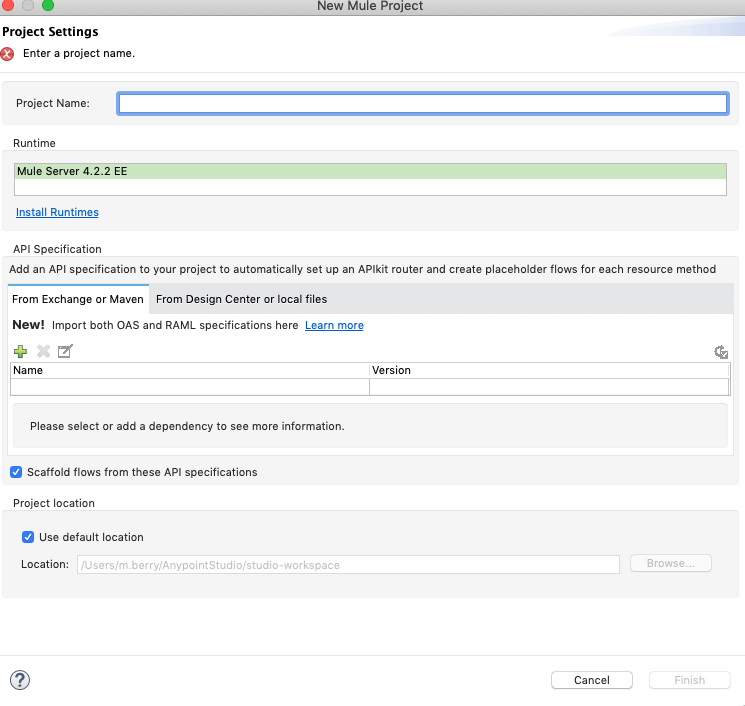 New Mule Project
Project Settings
Enter a project name.
Project Name:
Runtime
Mule Server 4.2.2 EE
Install Runtimes
API Specification
Add an API specification to your project to automatically set up an APIkit router and create placeholder flows for each resource method
From Exchange or Maven From Design Center or local files
New! Import both OAS and RAML specifications here Learn more
Name Version
Please select or add a dependency to see more information.
Scaffold flows from these API specifications
Project location
Use default location
Location: /Users/m.berry/AnypointStudio/studio-workspace Browse...
? Cancel Finish